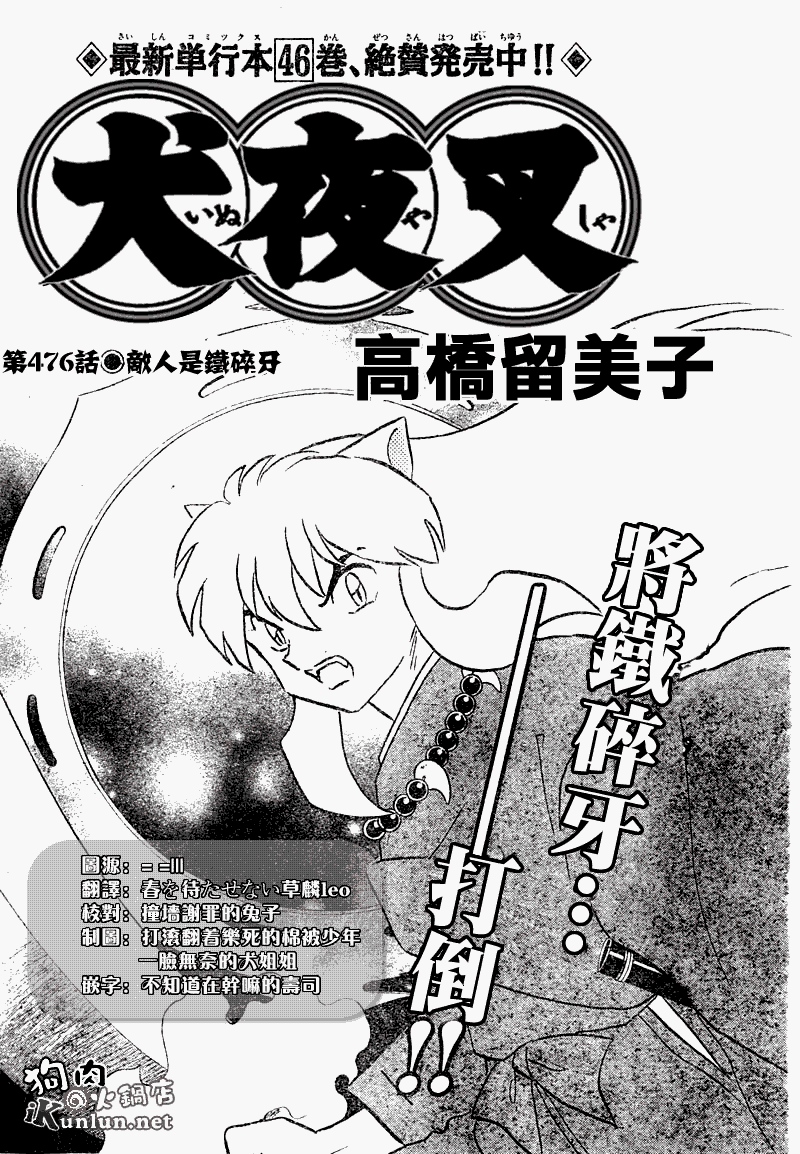 最新単行本46巻、絶賛発売中!!
さいしんコミックスかんぜつさんはつばいちゅう
犬夜叉
いぬやしゃ
高橋留美子
第476話●敵人是鐵碎牙
將鐵碎牙…
──打倒!!
圖源：= =|||
翻譯：春を待たせない草麟leo
校對：撞墻謝罪的兔子
制圖：打滾翻着樂死的棉被少年
一臉無奈的犬姐姐
嵌字：不知道在幹嘛的壽司
狗肉
火鍋店
iKunlun.net